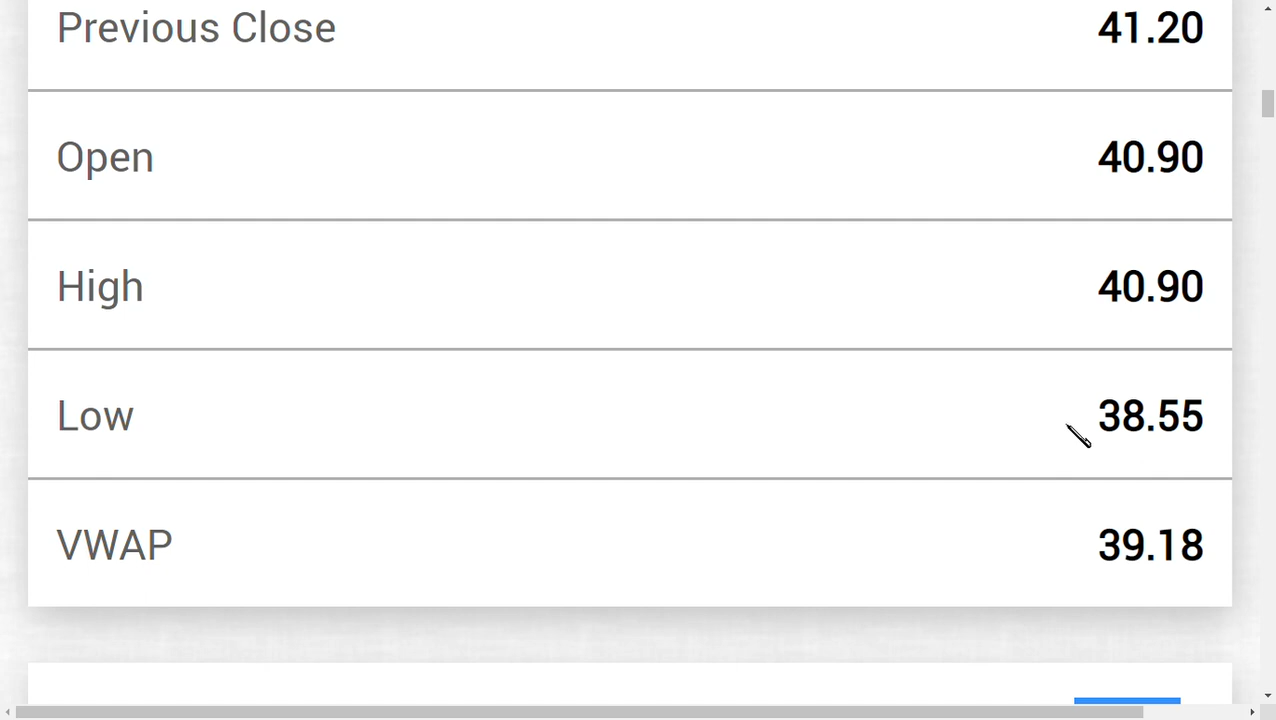 Previous Close 41.20
Open 40.90
High 40.90
Low 38.55
VWAP 39.18